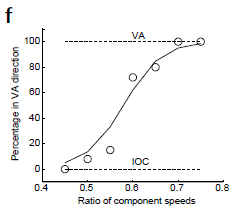 f
VA
100
80
60
40
20
0
IOC
0.4 0.5 0.6 0.7 0.8
Ratio of component speeds
Percentage in VA direction